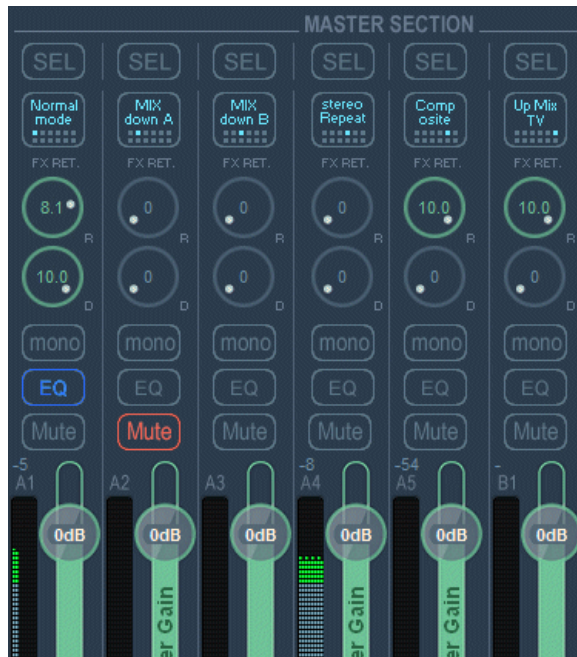 MASTER SECTION
SEL SEL SEL SEL SEL SEL
Normal MIX MIX stereo Comp Up Mix
mode down A down B Repeat osite TV
FX RET. FX RET. FX RET. FX RET. FX RET. FX RET.
8.1 0 0 0 10.0 10.0
R R R R R R
10.0 0 0 0 0 0
D D D D D D
mono mono mono mono mono mono
EQ EQ EQ EQ EQ EQ
Mute Mute Mute Mute Mute Mute
-5 -8 -54 -
A1 A2 A3 A4 A5 B1
0dB 0dB 0dB 0dB 0dB 0dB
er Gain er Gain